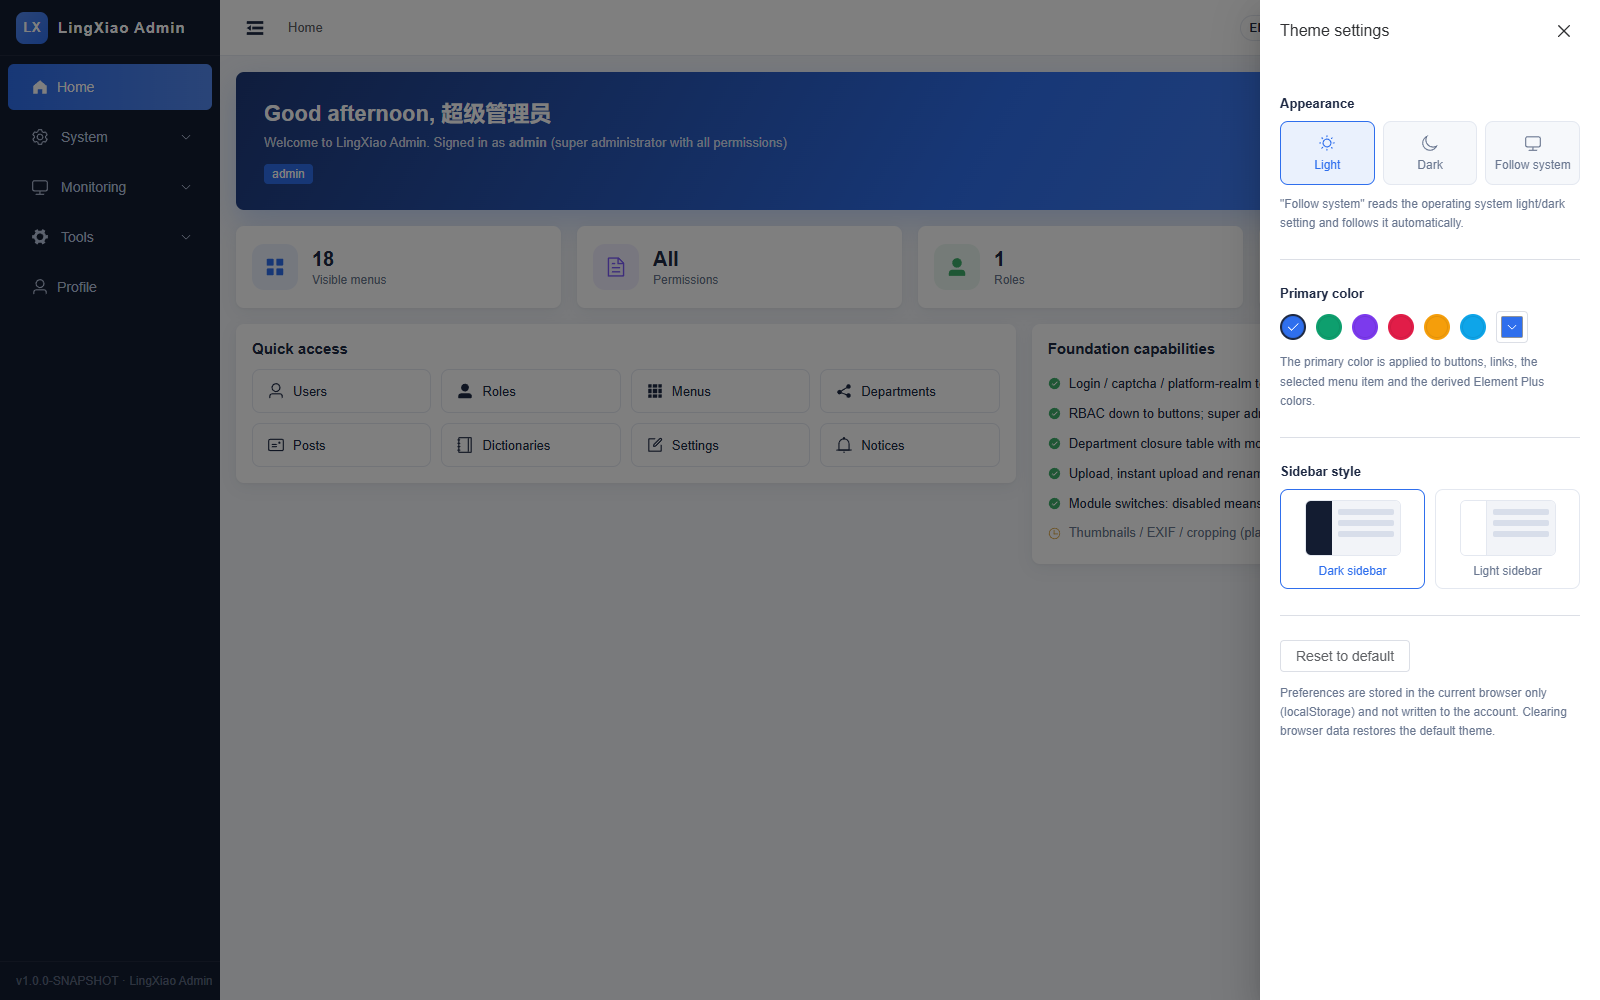 LX LingXiao Admin
Home
System
Monitoring
Tools
Profile
v1.0.0-SNAPSHOT · LingXiao Admin
Home
Good afternoon, 超级管理员
Welcome to LingXiao Admin. Signed in as admin (super administrator with all permissions)
admin
18
Visible menus
All
Permissions
1
Roles
Quick access
Users
Roles
Menus
Departments
Posts
Dictionaries
Settings
Notices
Foundation capabilities
Login / captcha / platform-realm
RBAC down to buttons; super
Department closure table with
Upload, instant upload and
Module switches: disabled means
Thumbnails / EXIF / cropping
Theme settings
Appearance
Light
Dark
Follow system
"Follow system" reads the operating system light/dark
setting and follows it automatically.
Primary color
The primary color is applied to buttons, links, the
selected menu item and the derived Element Plus
colors.
Sidebar style
Dark sidebar
Light sidebar
Reset to default
Preferences are stored in the current browser only
(localStorage) and not written to the account. Clearing
browser data restores the default theme.